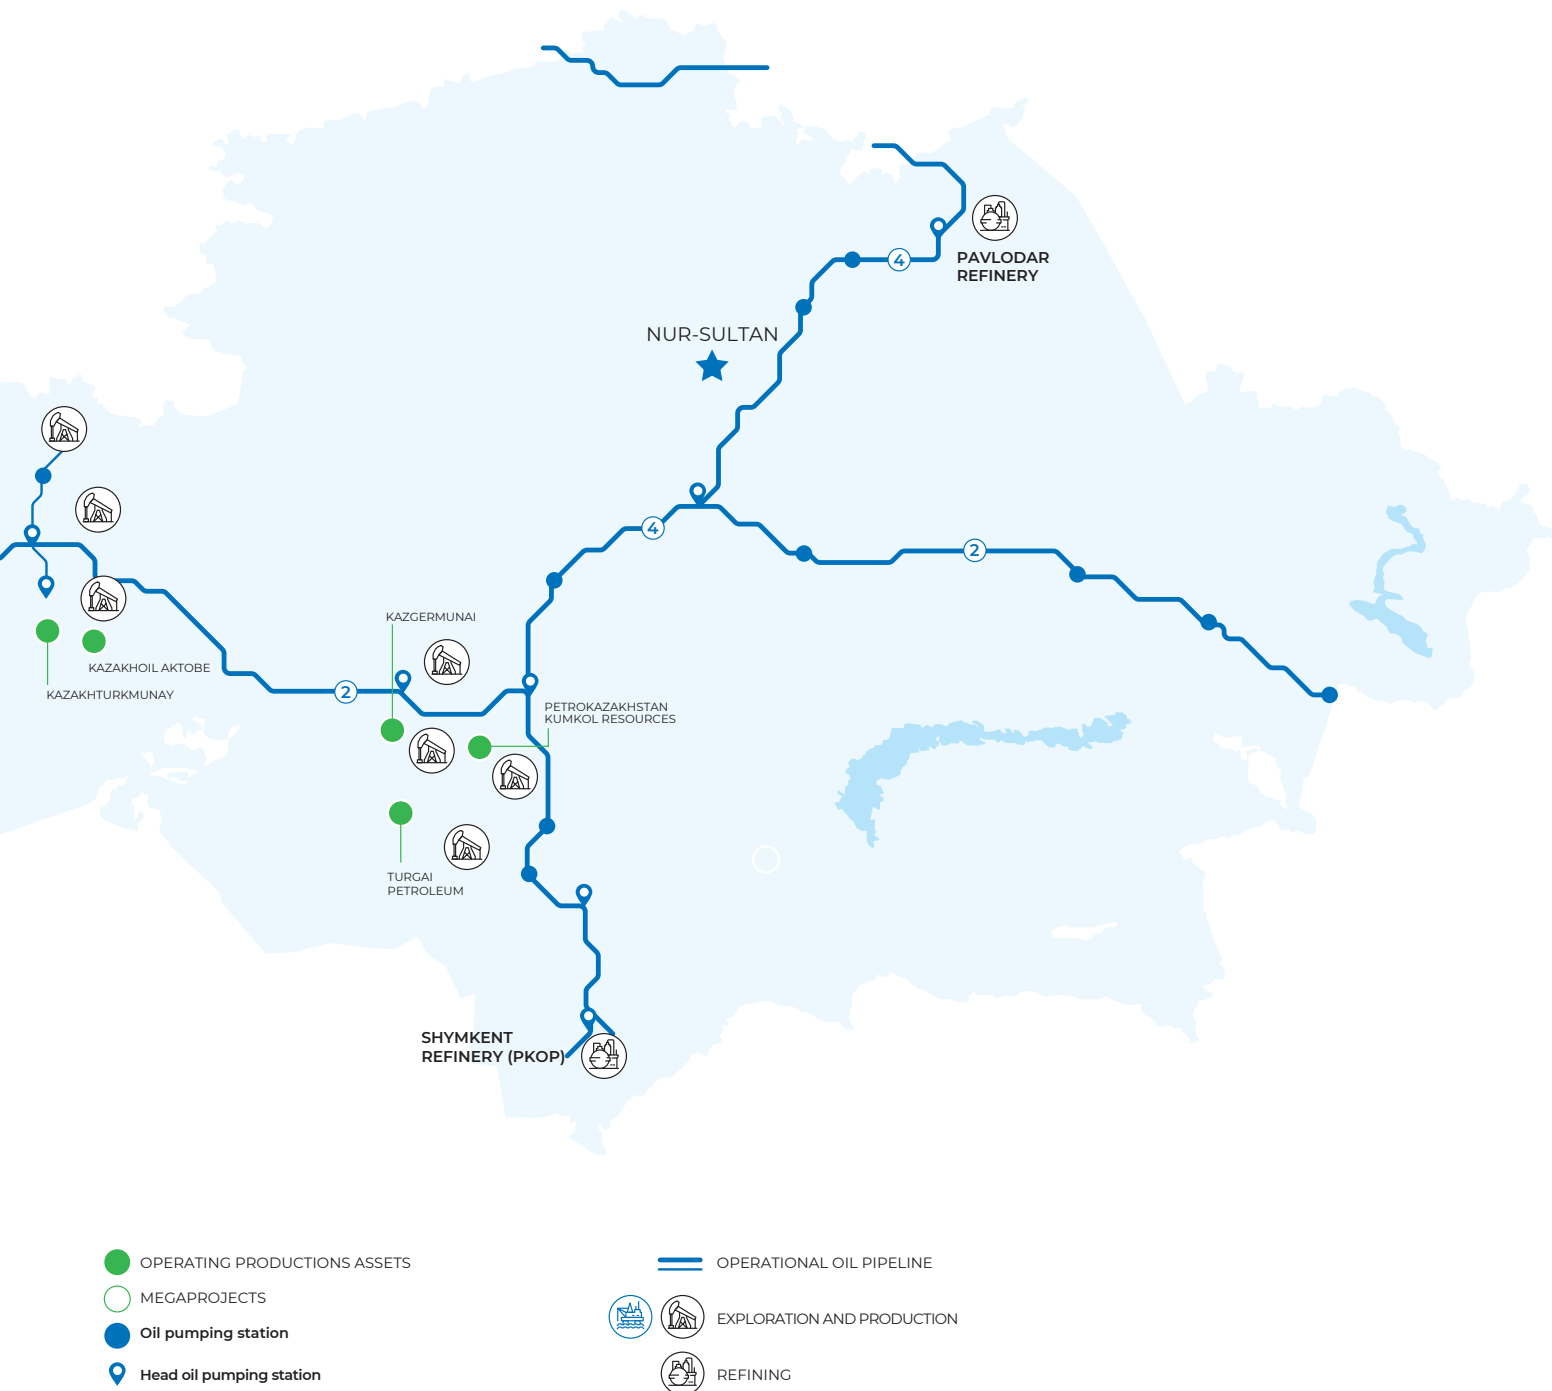 4
PAVLODAR
REFINERY
NUR-SULTAN
4
2
KAZGERMUNAI
KAZAKHOIL AKTOBE
KAZAKHTURKMUNAY
2
PETROKAZAKHSTAN
KUMKOL RESOURCES
TURGAI
PETROLEUM
SHYMKENT
REFINERY (PKOP)
OPERATING PRODUCTIONS ASSETS
MEGAPROJECTS
Oil pumping station
Head oil pumping station
OPERATIONAL OIL PIPELINE
EXPLORATION AND PRODUCTION
REFINING